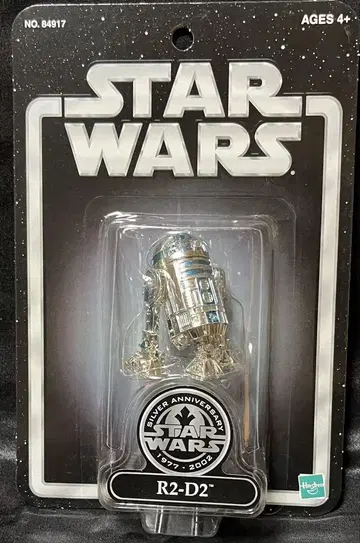 NO. 84917
AGES 4+
STAR
WARS
SILVER ANNIVERSARY
STAR
WARS
1977 - 2002
R2-D2™
Hasbro